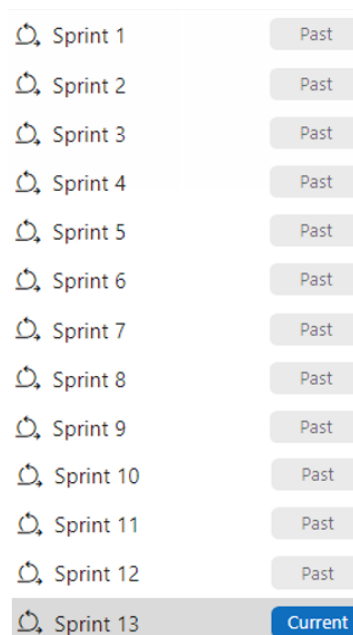 Sprint 1 Past
Sprint 2 Past
Sprint 3 Past
Sprint 4 Past
Sprint 5 Past
Sprint 6 Past
Sprint 7 Past
Sprint 8 Past
Sprint 9 Past
Sprint 10 Past
Sprint 11 Past
Sprint 12 Past
Sprint 13 Current